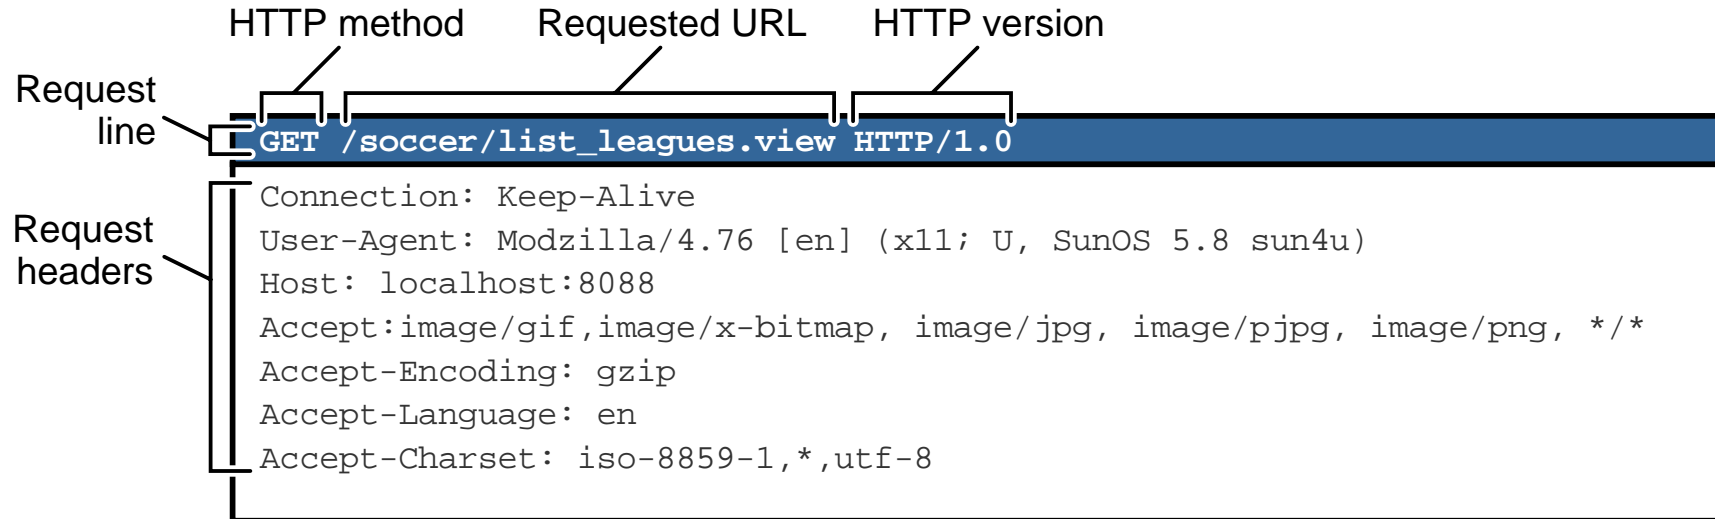 HTTP method Requested URL HTTP version
Request
line
GET /soccer/list_leagues.view HTTP/1.0
Request
headers
Connection: Keep-Alive
User-Agent: Modzilla/4.76 [en] (x11; U, SunOS 5.8 sun4u)
Host: localhost:8088
Accept:image/gif,image/x-bitmap, image/jpg, image/pjpg, image/png, */*
Accept-Encoding: gzip
Accept-Language: en
Accept-Charset: iso-8859-1,*,utf-8